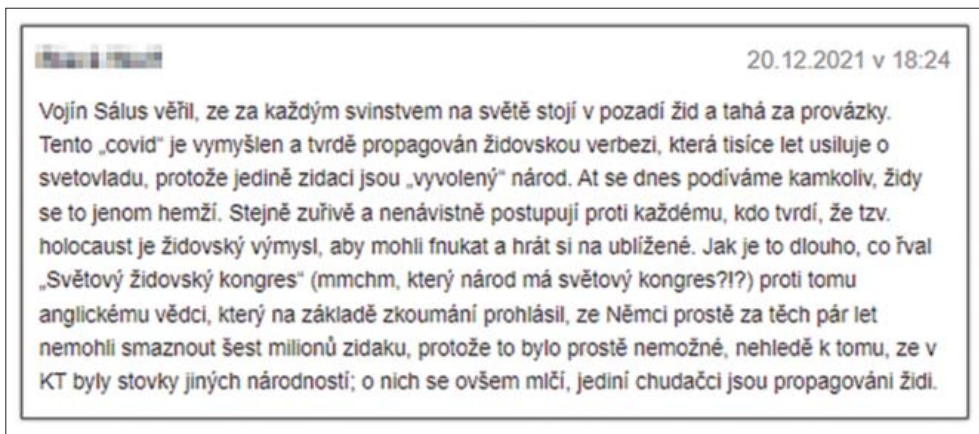 20.12.2021 v 18:24
Vojín Sálus věřil, ze za každým svinstvem na světě stojí v pozadí žid a tahá za provázky.
Tento „covid“ je vymyšlen a tvrdě propagován židovskou verbezi, která tisíce let usiluje o
svetovladu, protože jedině zidaci jsou „vyvolený“ národ. At se dnes podíváme kamkoliv, židy
se to jenom hemží. Stejně zuřivě a nenávistně postupují proti každému, kdo tvrdí, že tzv.
holocaust je židovský výmysl, aby mohli fnukat a hrát si na ublížené. Jak je to dlouho, co řval
„Světový židovský kongres“ (mmchm, který národ má světový kongres?!?) proti tomu
anglickému vědci, který na základě zkoumání prohlásil, ze Němci prostě za těch pár let
nemohli smaznout šest milionů zidaku, protože to bylo prostě nemožné, nehledě k tomu, ze v
KT byly stovky jiných národností; o nich se ovšem mlčí, jediní chudačci jsou propagováni židi.